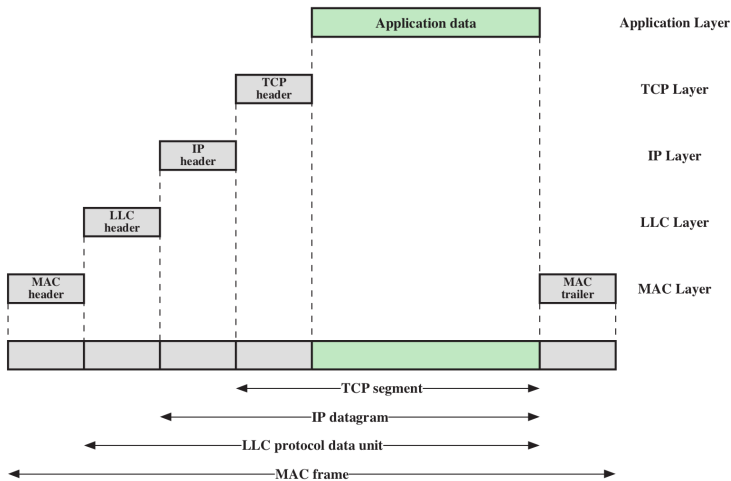 Application data
Application Layer
TCP
header
TCP Layer
IP
header
IP Layer
LLC
header
LLC Layer
MAC
header
MAC
trailer
MAC Layer
TCP segment
IP datagram
LLC protocol data unit
MAC frame